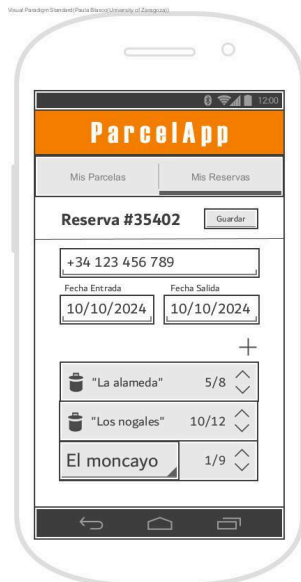 Visual Paradigm Standard(Paula Blasco(University of Zaragoza))
12:00
ParcelApp
Mis Parcelas Mis Reservas
Reserva #35402 Guardar
+34 123 456 789
Fecha Entrada Fecha Salida
10/10/2024 10/10/2024
"La alameda" 5/8
"Los nogales" 10/12
El moncayo 1/9